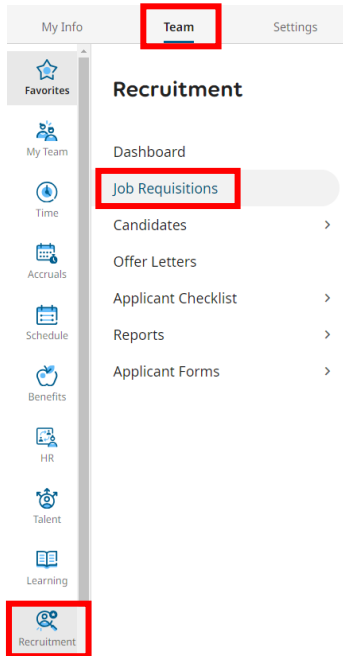 My Info Team Settings
Favorites
My Team
Time
Accruals
Schedule
Benefits
HR
Talent
Learning
Recruitment
Recruitment
Dashboard
Job Requisitions
Candidates
Offer Letters
Applicant Checklist
Reports
Applicant Forms